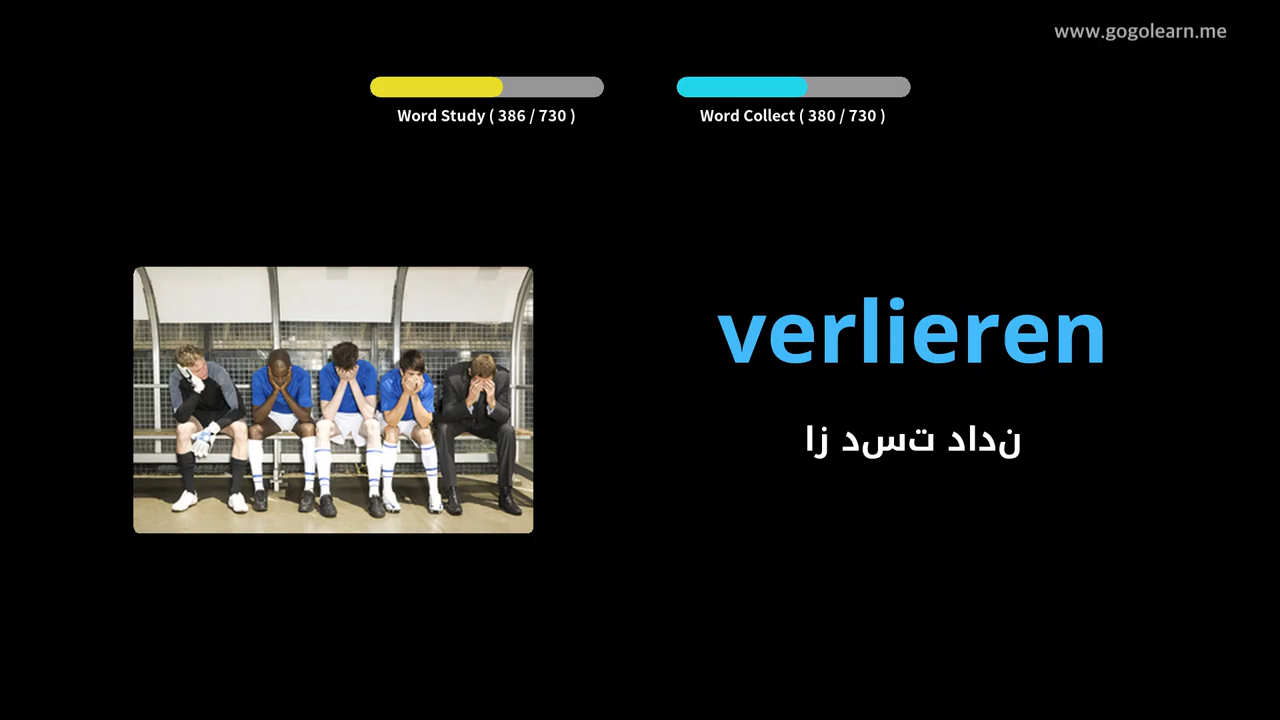 www.gogolearn.me
Word Study ( 386 / 730 )
Word Collect ( 380 / 730 )
verlieren
از دست دادن